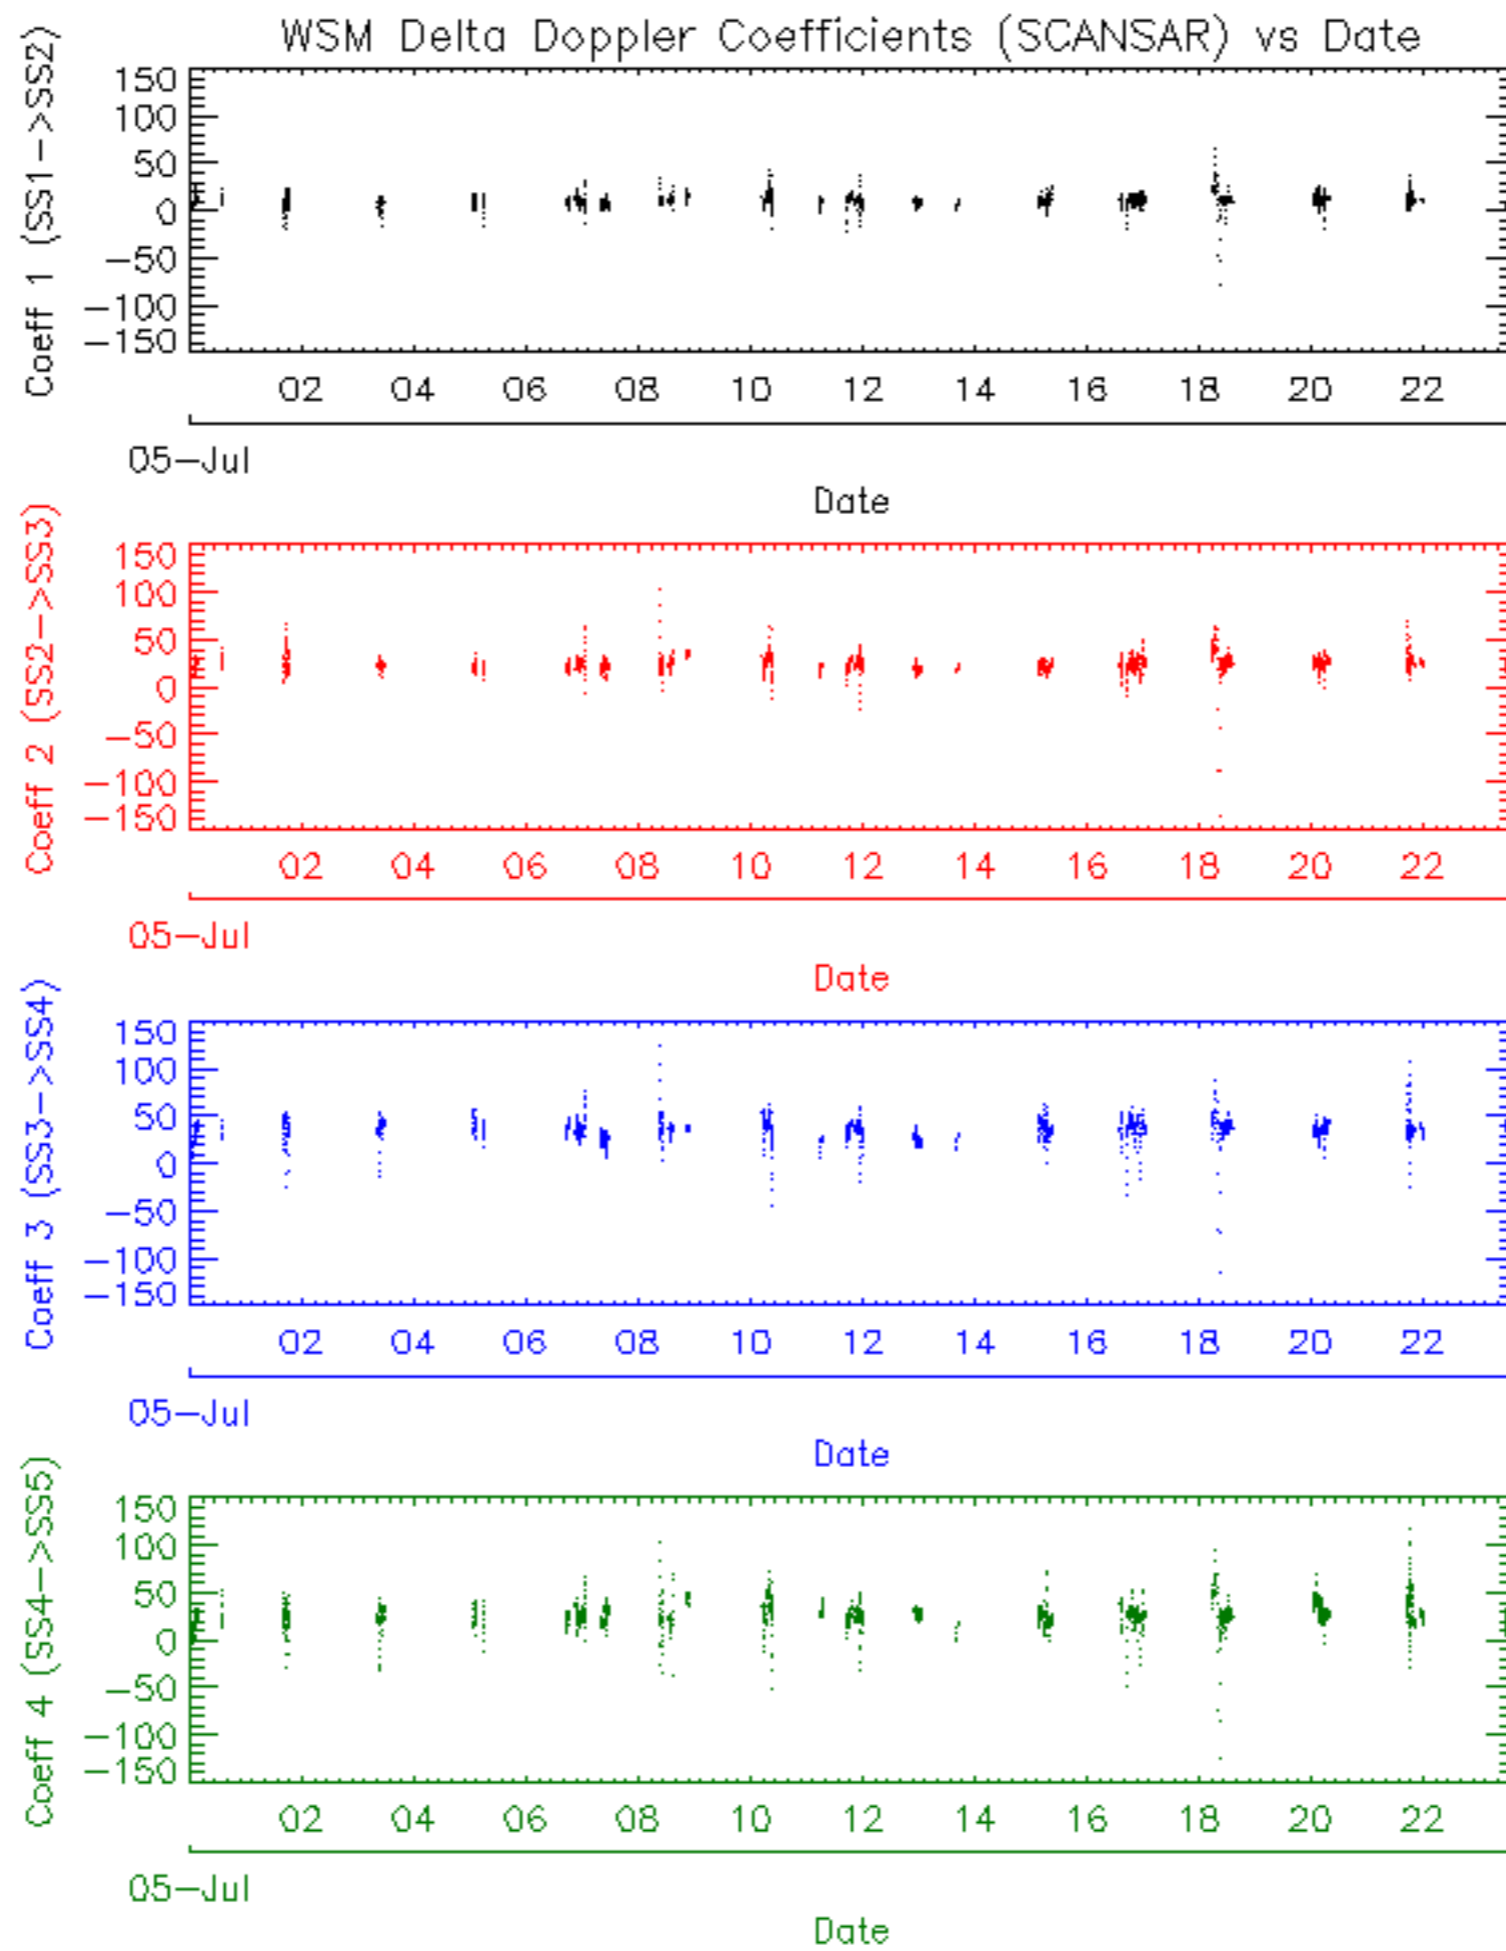 WSM Delta Doppler Coefficients (SCANSAR) vs Date
Coeff 1 (SS1->SS2)
150
100
50
0
-50
-100
-150
02 04 06 08 10 12 14 16 18 20 22
05-Jul
Date
Coeff 2 (SS2->SS3)
150
100
50
0
-50
-100
-150
02 04 06 08 10 12 14 16 18 20 22
05-Jul
Date
Coeff 3 (SS3->SS4)
150
100
50
0
-50
-100
-150
02 04 06 08 10 12 14 16 18 20 22
05-Jul
Date
Coeff 4 (SS4->SS5)
150
100
50
0
-50
-100
-150
02 04 06 08 10 12 14 16 18 20 22
05-Jul
Date